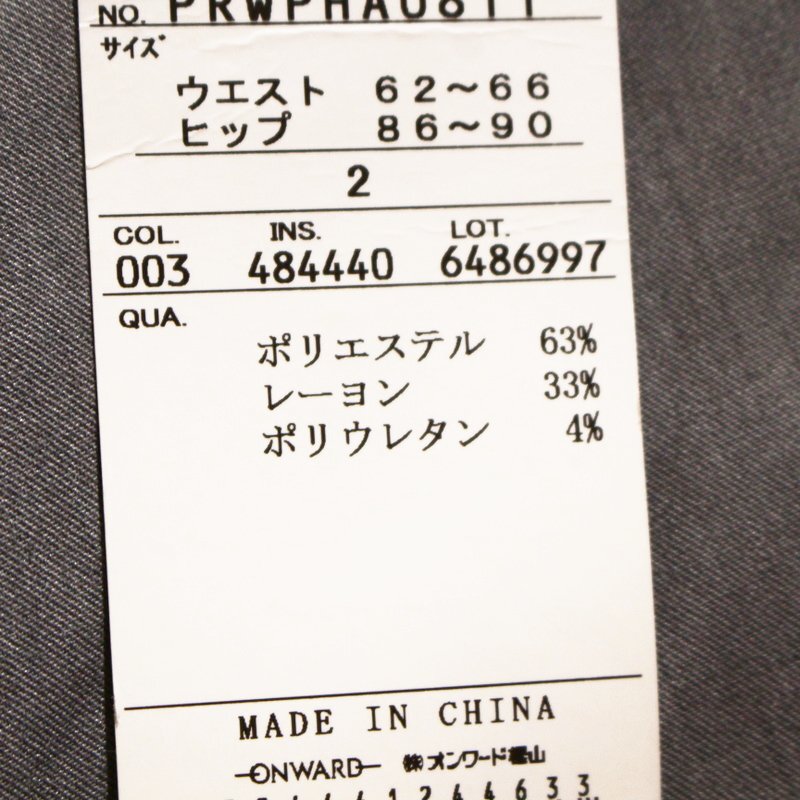 NO. PRWPHA0811
サイズ
ウエスト 62～66
ヒップ 86～90
2
COL. INS. LOT.
003 484440 6486997
QUA.
ポリエステル 63%
レーヨン 33%
ポリウレタン 4%
MADE IN CHINA
ONWARD ㈱オンワード樫山